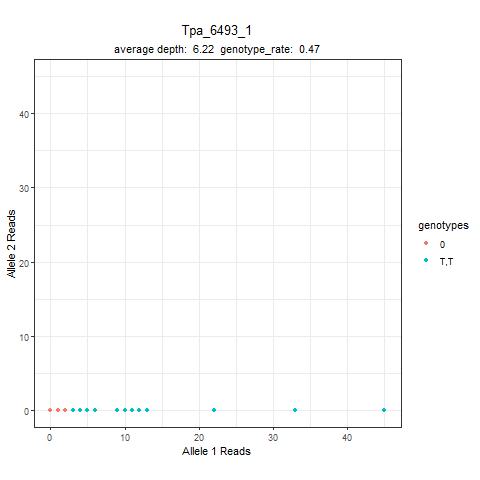 Tpa_6493_1
average depth:  6.22  genotype_rate:  0.47
Allele 2 Reads
40
30
20
10
0
0 10 20 30 40
Allele 1 Reads
genotypes
0
T,T